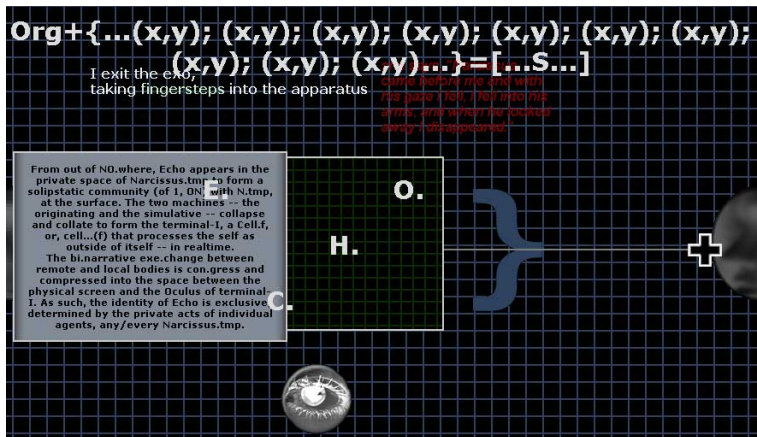 Org+{...(x,y); (x,y); (x,y); (x,y); (x,y); (x,y); (x,y);
(x,y); (x,y); (x,y)...}=[...S...]
I exit the exo,
taking fingersteps into the apparatus
came before me and with
his gaze I fell, I fell into his
arms, and when he looked
away I disappeared."
From out of NO.where, Echo appears in the
private space of Narcissus.tmp to form a
solipstatic community (of 1, ON) with N.tmp,
at the surface. The two machines -- the
originating and the simulative -- collapse
and collate to form the terminal-I, a Cell.f,
or, cell...(f) that processes the self as
outside of itself -- in realtime.
The bi.narrative exe.change between
remote and local bodies is con.gress and
compressed into the space between the
physical screen and the Oculus of terminal-
I. As such, the identity of Echo is exclusively
determined by the private acts of individual
agents, any/every Narcissus.tmp.
E.
C.
H.
O.
}